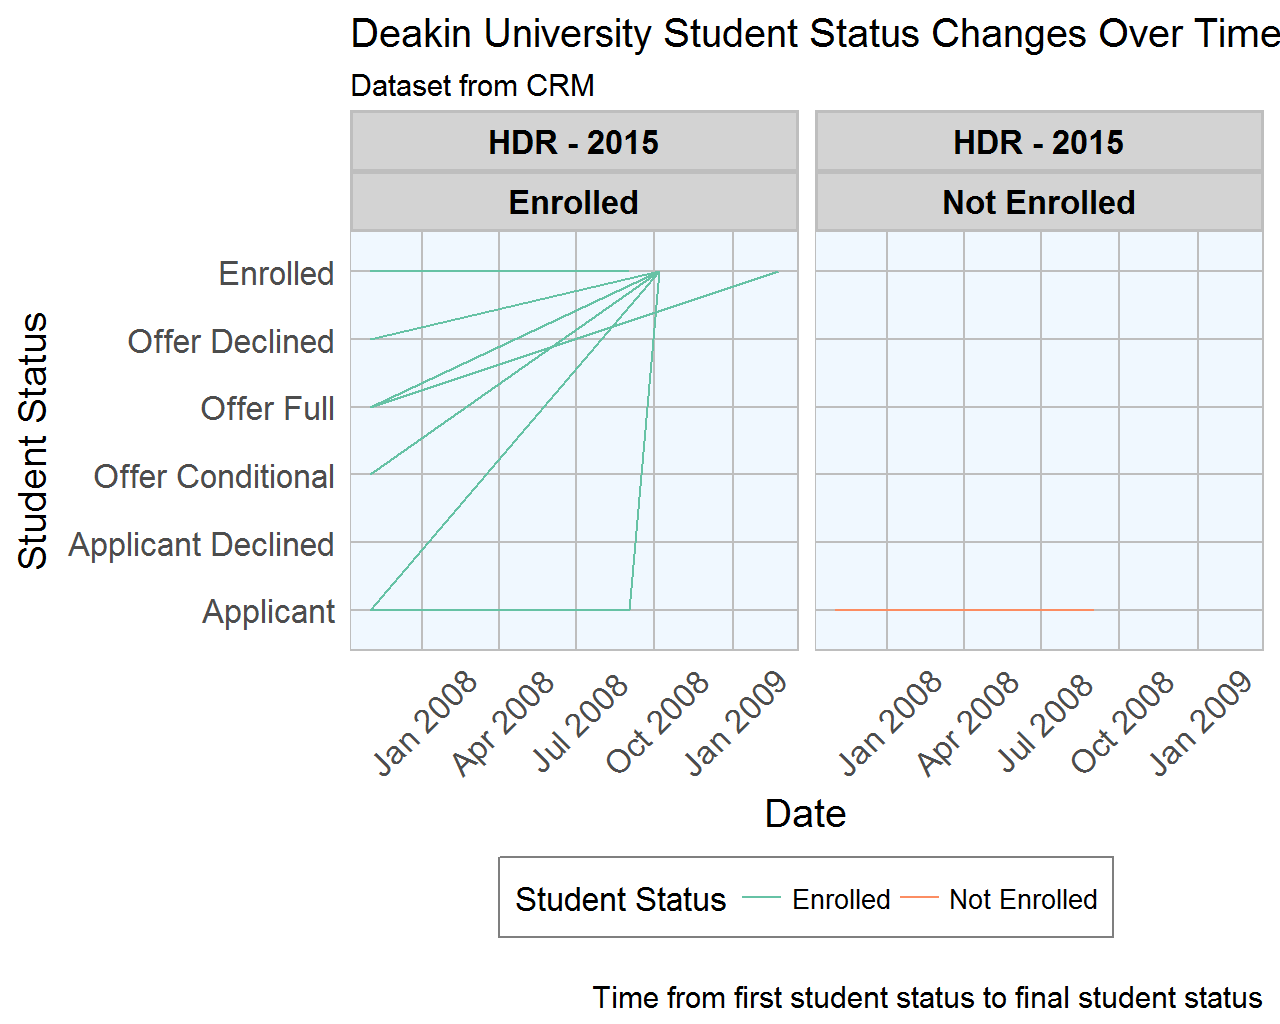 Deakin University Student Status Changes Over Time
Dataset from CRM
HDR - 2015
HDR - 2015
Enrolled
Not Enrolled
Student Status
Enrolled
Offer Declined
Offer Full
Offer Conditional
Applicant Declined
Applicant
Jan 2008
Apr 2008
Jul 2008
Oct 2008
Jan 2009
Jan 2008
Apr 2008
Jul 2008
Oct 2008
Jan 2009
Date
Student Status Enrolled Not Enrolled
Time from first student status to final student status